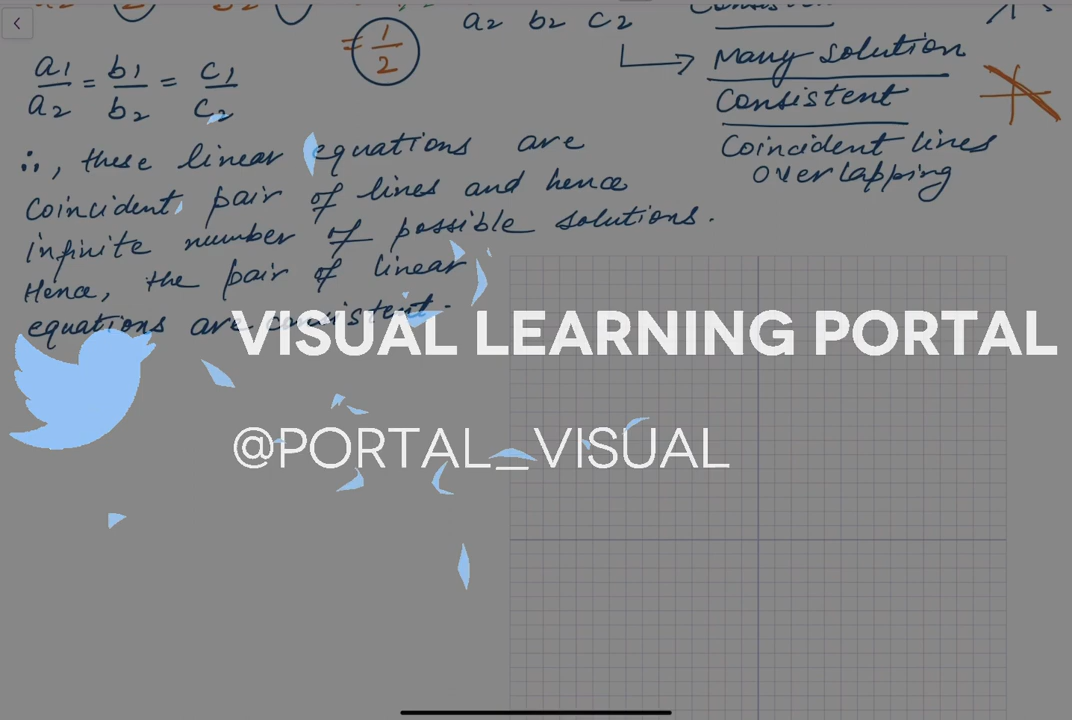 = 1/2
a2 b2 c2
Many solution
a1/a2 = b1/b2 = c1/c2
Consistent
∴, these linear equations are
Coincident lines
overlapping
coincident pair of lines and hence
infinite number of possible solutions.
Hence, the pair of linear
equations are consistent.
VISUAL LEARNING PORTAL
@PORTAL_VISUAL